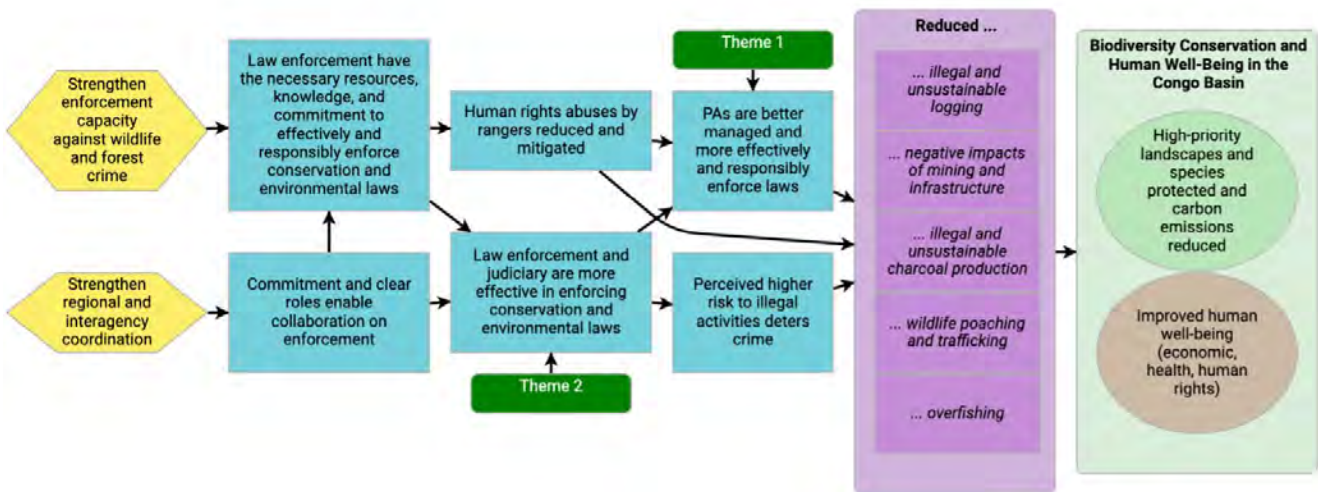 Strengthen
enforcement
capacity
against wildlife
and forest
crime
Strengthen
regional and
interagency
coordination
Law enforcement have
the necessary resources,
knowledge, and
commitment to
effectively and
responsibly enforce
conservation and
environmental laws
Commitment and clear
roles enable
collaboration on
enforcement
Human rights abuses by
rangers reduced and
mitigated
Law enforcement and
judiciary are more
effective in enforcing
conservation and
environmental laws
Theme 2
Theme 1
PAs are better
managed and
more effectively
and responsibly
enforce laws
Perceived higher
risk to illegal
activities deters
crime
Reduced ...
... illegal and
unsustainable
logging
... negative impacts
of mining and
infrastructure
... illegal and
unsustainable
charcoal production
... wildlife poaching
and trafficking
... overfishing
Biodiversity Conservation and
Human Well-Being in the
Congo Basin
High-priority
landscapes and
species
protected and
carbon
emissions
reduced
Improved human
well-being
(economic,
health, human
rights)